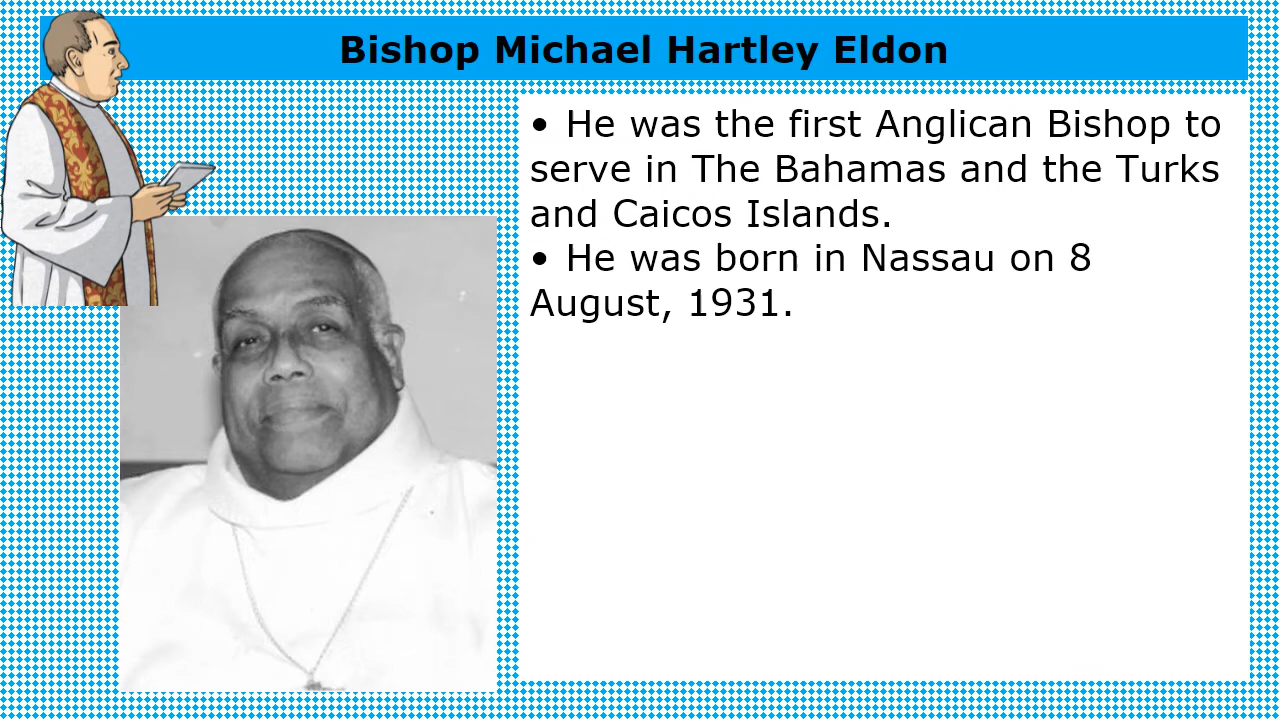 Bishop Michael Hartley Eldon
• He was the first Anglican Bishop to
serve in The Bahamas and the Turks
and Caicos Islands.
• He was born in Nassau on 8
August, 1931.